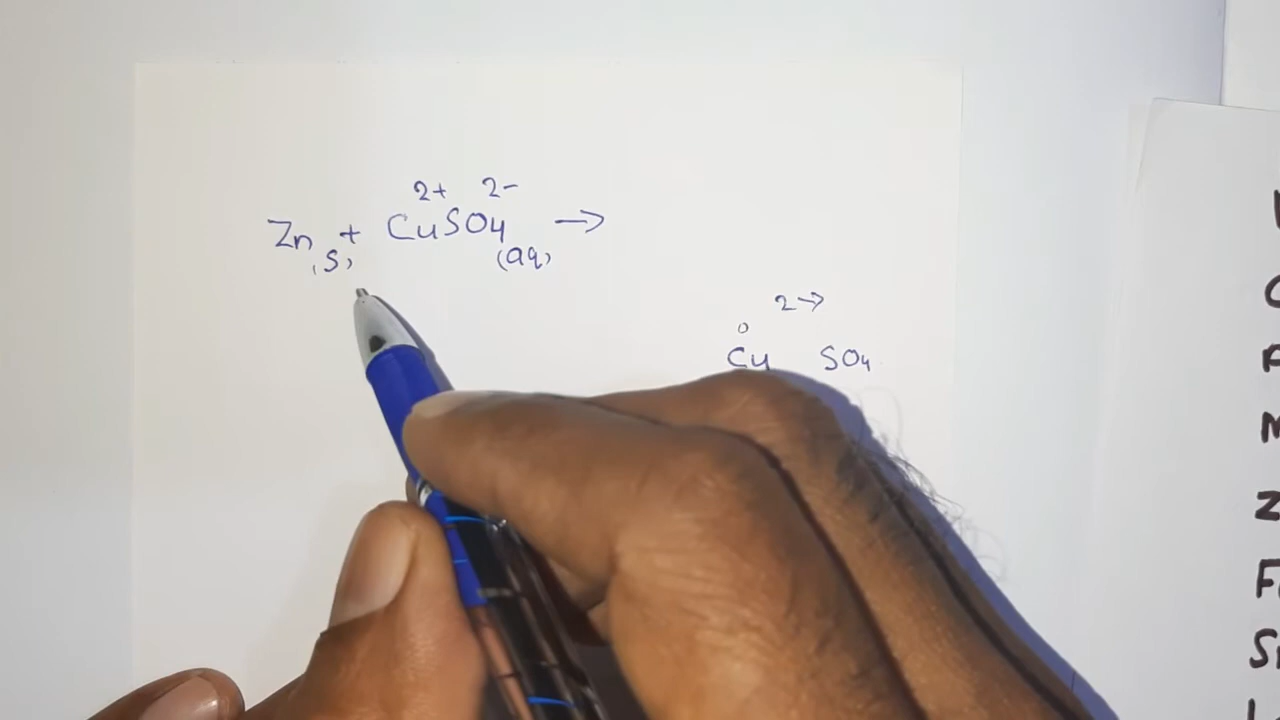 2+ 2-
Zn(s) + CuSO4(aq) →
2→
0
Cu SO4
Z